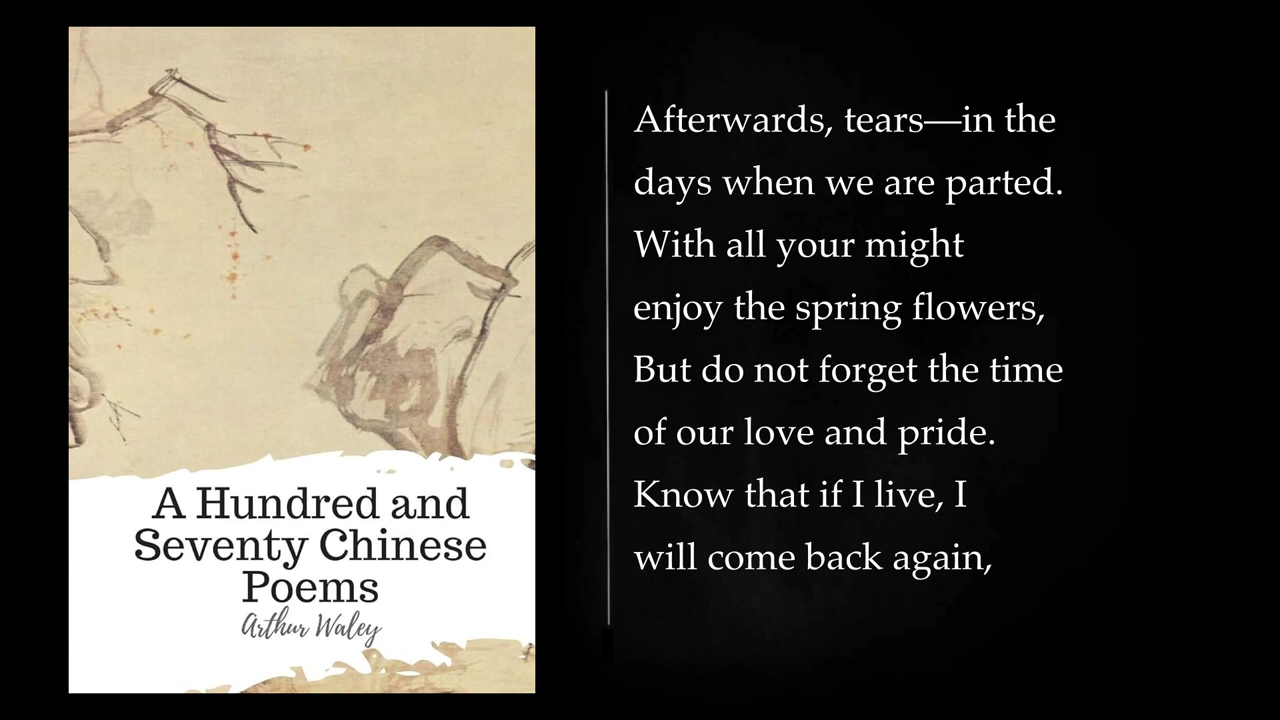 A Hundred and
Seventy Chinese
Poems
Arthur Waley
Afterwards, tears—in the
days when we are parted.
With all your might
enjoy the spring flowers,
But do not forget the time
of our love and pride.
Know that if I live, I
will come back again,